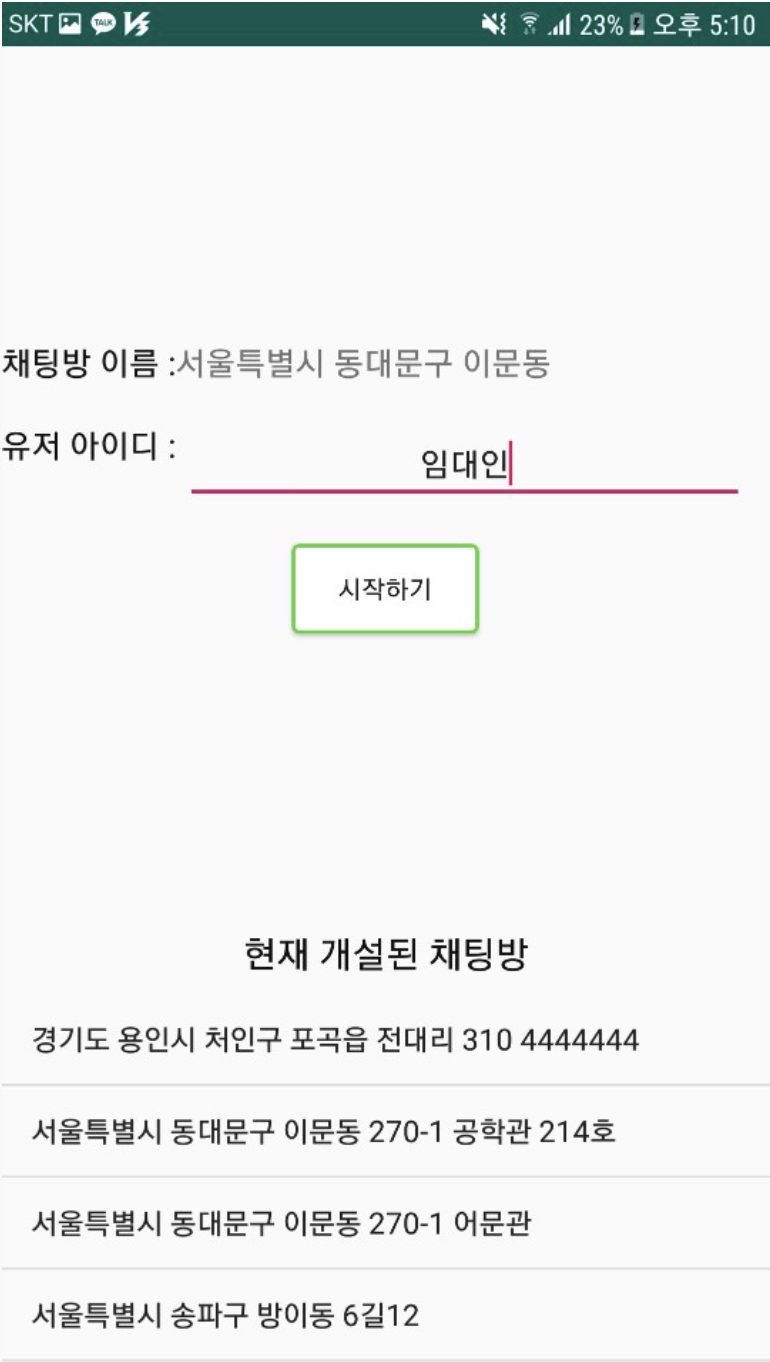 SKT TALK V3 23% 오후 5:10
채팅방 이름 :서울특별시 동대문구 이문동
유저 아이디 : 임대인
시작하기
현재 개설된 채팅방
경기도 용인시 처인구 포곡읍 전대리 310 4444444
서울특별시 동대문구 이문동 270-1 공학관 214호
서울특별시 동대문구 이문동 270-1 어문관
서울특별시 송파구 방이동 6길12